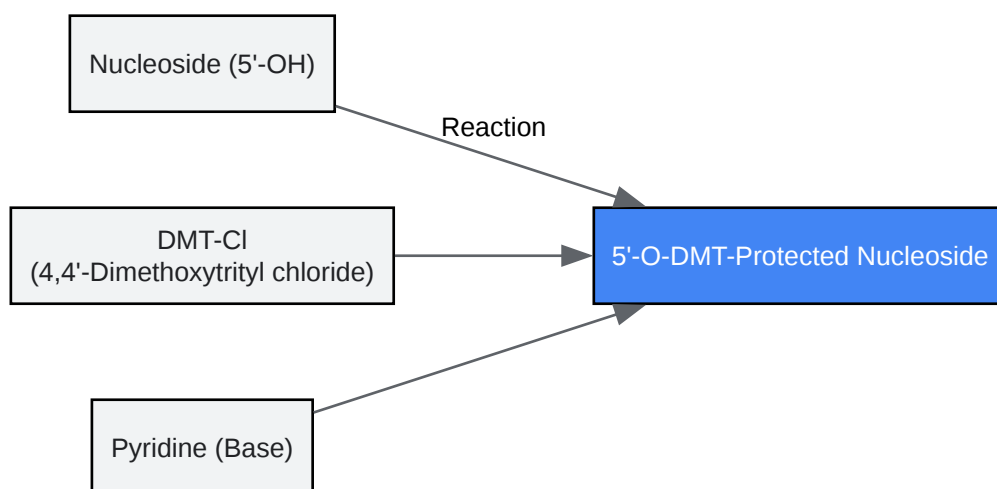 Nucleoside (5'-OH)
Reaction
DMT-Cl
(4,4'-Dimethoxytrityl chloride)
5'-O-DMT-Protected Nucleoside
Pyridine (Base)